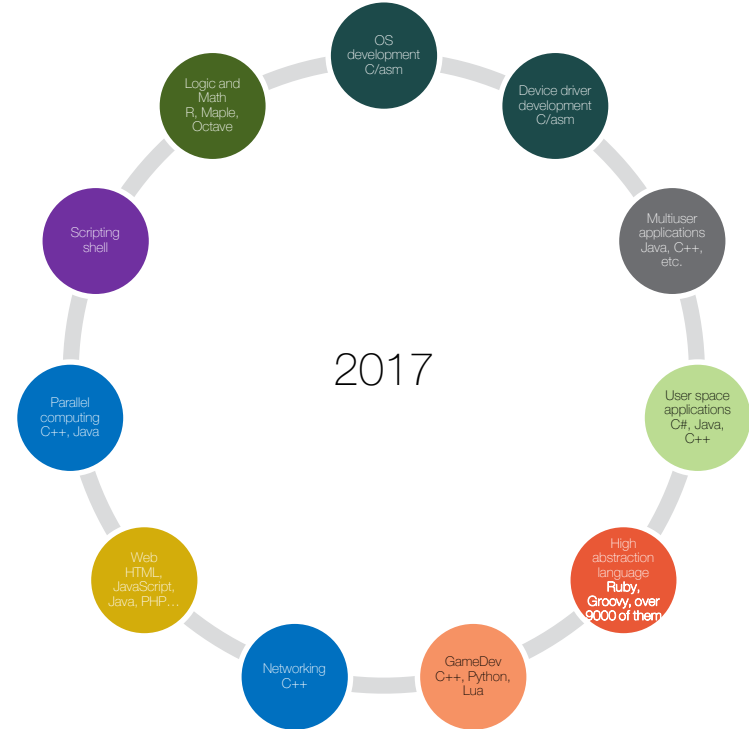 OS
development
C/asm
Device driver
development
C/asm
Multiuser
applications
Java, C++,
etc.
User space
applications
C#, Java,
C++
High
abstraction
language
Ruby,
Groovy, over
9000 of them
GameDev
C++, Python,
Lua
Networking
C++
Web
HTML,
JavaScript,
Java, PHP…
Parallel
computing
C++, Java
Scripting
shell
Logic and
Math
R, Maple,
Octave
2017